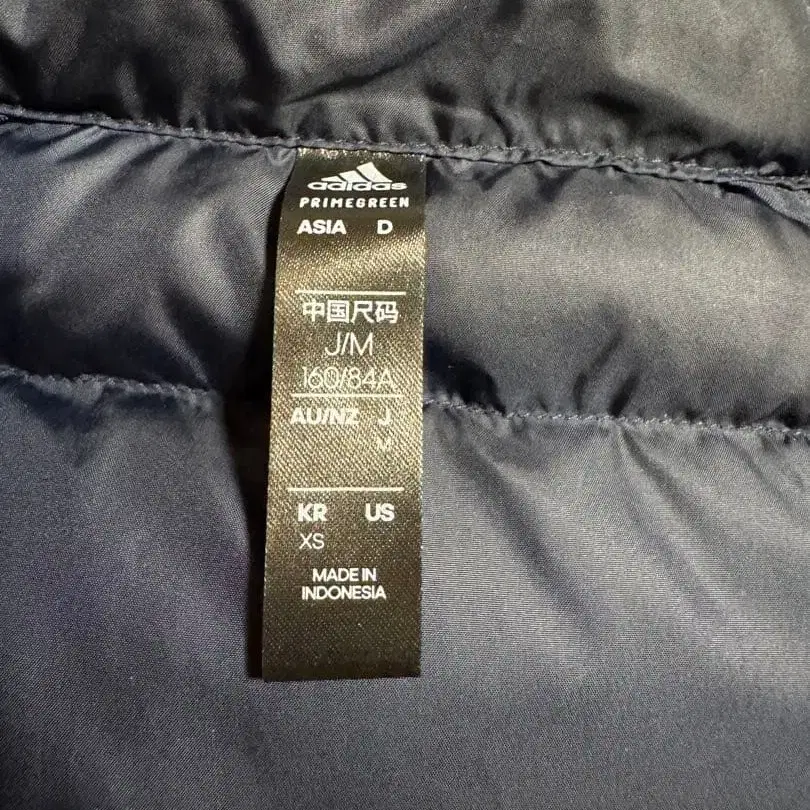 adidas
PRIMEGREEN
ASIA D
中国尺码
J/M
160/84A
AU/NZ J
M
KR US
XS
MADE IN
INDONESIA